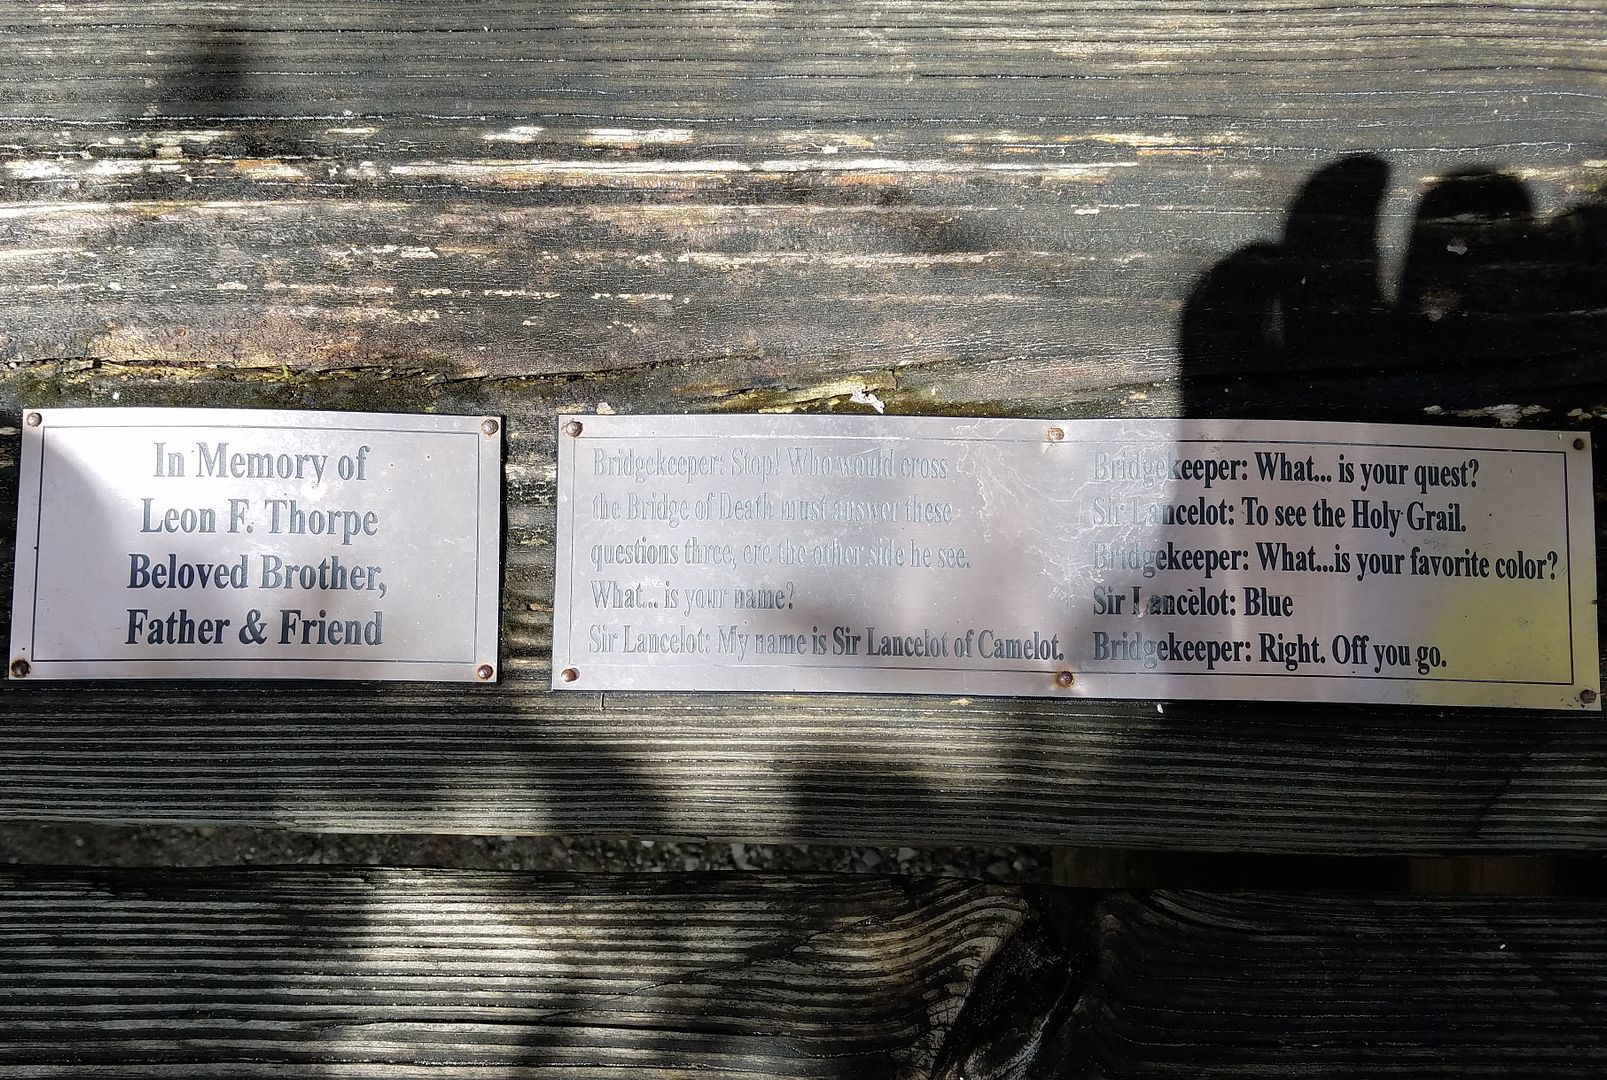 In Memory of
Leon F. Thorpe
Beloved Brother,
Father & Friend
Bridgekeeper: Stop! Who would cross
the Bridge of Death must answer these
questions three, ere the other side he see.
What... is your name?
Sir Lancelot: My name is Sir Lancelot of Camelot.
Bridgekeeper: What... is your quest?
Sir Lancelot: To see the Holy Grail.
Bridgekeeper: What...is your favorite color?
Sir Lancelot: Blue
Bridgekeeper: Right. Off you go.